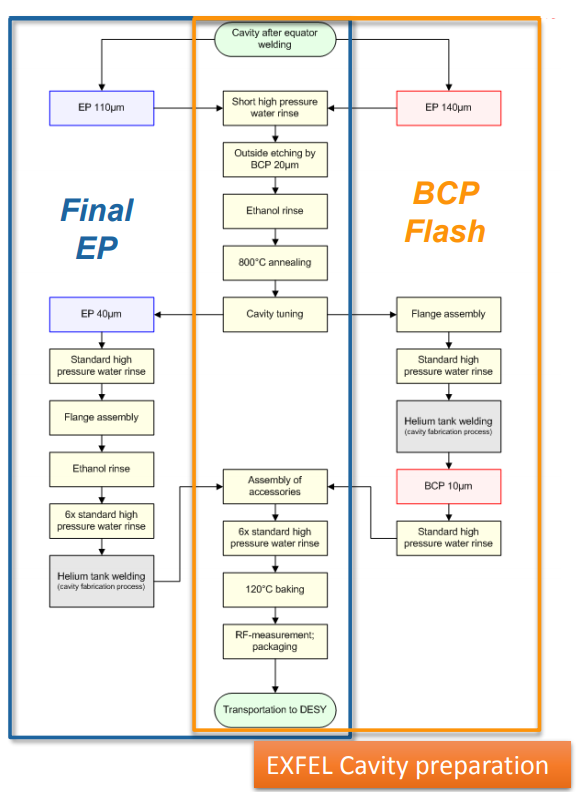 Cavity after equator
welding
EP 110µm
Short high pressure
water rinse
EP 140µm
Outside etching by
BCP 20µm
Final
EP
BCP
Flash
Ethanol rinse
800°C annealing
EP 40µm
Cavity tuning
Flange assembly
Standard high
pressure water rinse
Standard high
pressure water rinse
Flange assembly
Helium tank welding
(cavity fabrication process)
Ethanol rinse
Assembly of
accessories
BCP 10µm
6x standard high
pressure water rinse
6x standard high
pressure water rinse
Standard high
pressure water rinse
Helium tank welding
(cavity fabrication process)
120°C baking
RF-measurement;
packaging
Transportation to DESY
EXFEL Cavity preparation